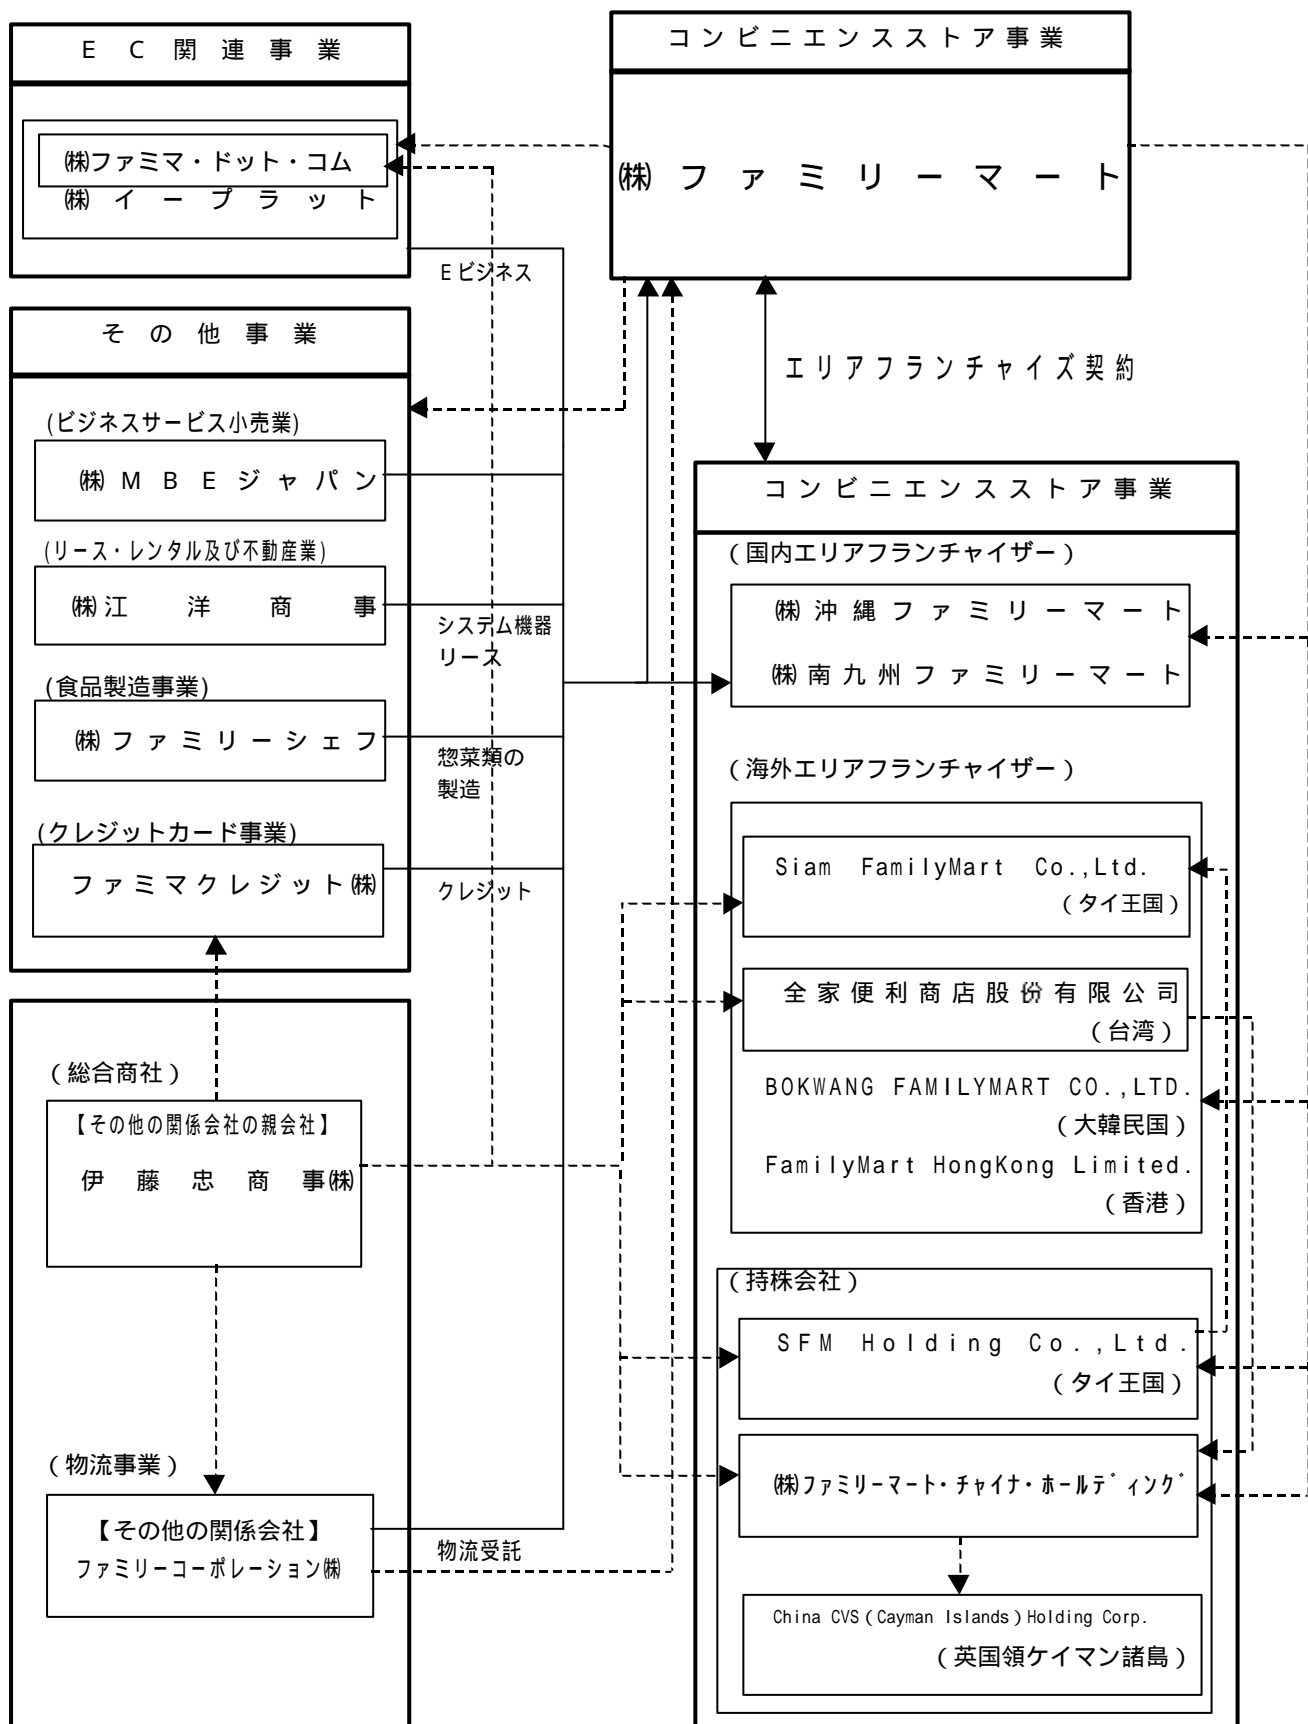 EC関連事業
㈱ファミマ・ドット・コム
㈱イープラット
Eビジネス
コンビニエンスストア事業
㈱ファミリーマート
エリアフランチャイズ契約
その他事業
(ビジネスサービス小売業)
㈱MBEジャパン
(リース・レンタル及び不動産業)
㈱江洋商事
システム機器
リース
(食品製造事業)
㈱ファミリーシェフ
惣菜類の
製造
(クレジットカード事業)
ファミマクレジット㈱
クレジット
(総合商社)
【その他の関係会社の親会社】
伊藤忠商事㈱
(物流事業)
【その他の関係会社】
ファミリーコーポレーション㈱
物流受託
コンビニエンスストア事業
(国内エリアフランチャイザー)
㈱沖縄ファミリーマート
㈱南九州ファミリーマート
(海外エリアフランチャイザー)
Siam FamilyMart Co.,Ltd.
(タイ王国)
全家便利商店股份有限公司
(台湾)
BOKWANG FAMILYMART CO.,LTD.
(大韓民国)
FamilyMart HongKong Limited.
(香港)
(持株会社)
SFM Holding Co.,Ltd.
(タイ王国)
㈱ファミリーマート・チャイナ・ホールディング
China CVS(Cayman Islands)Holding Corp.
(英国領ケイマン諸島)